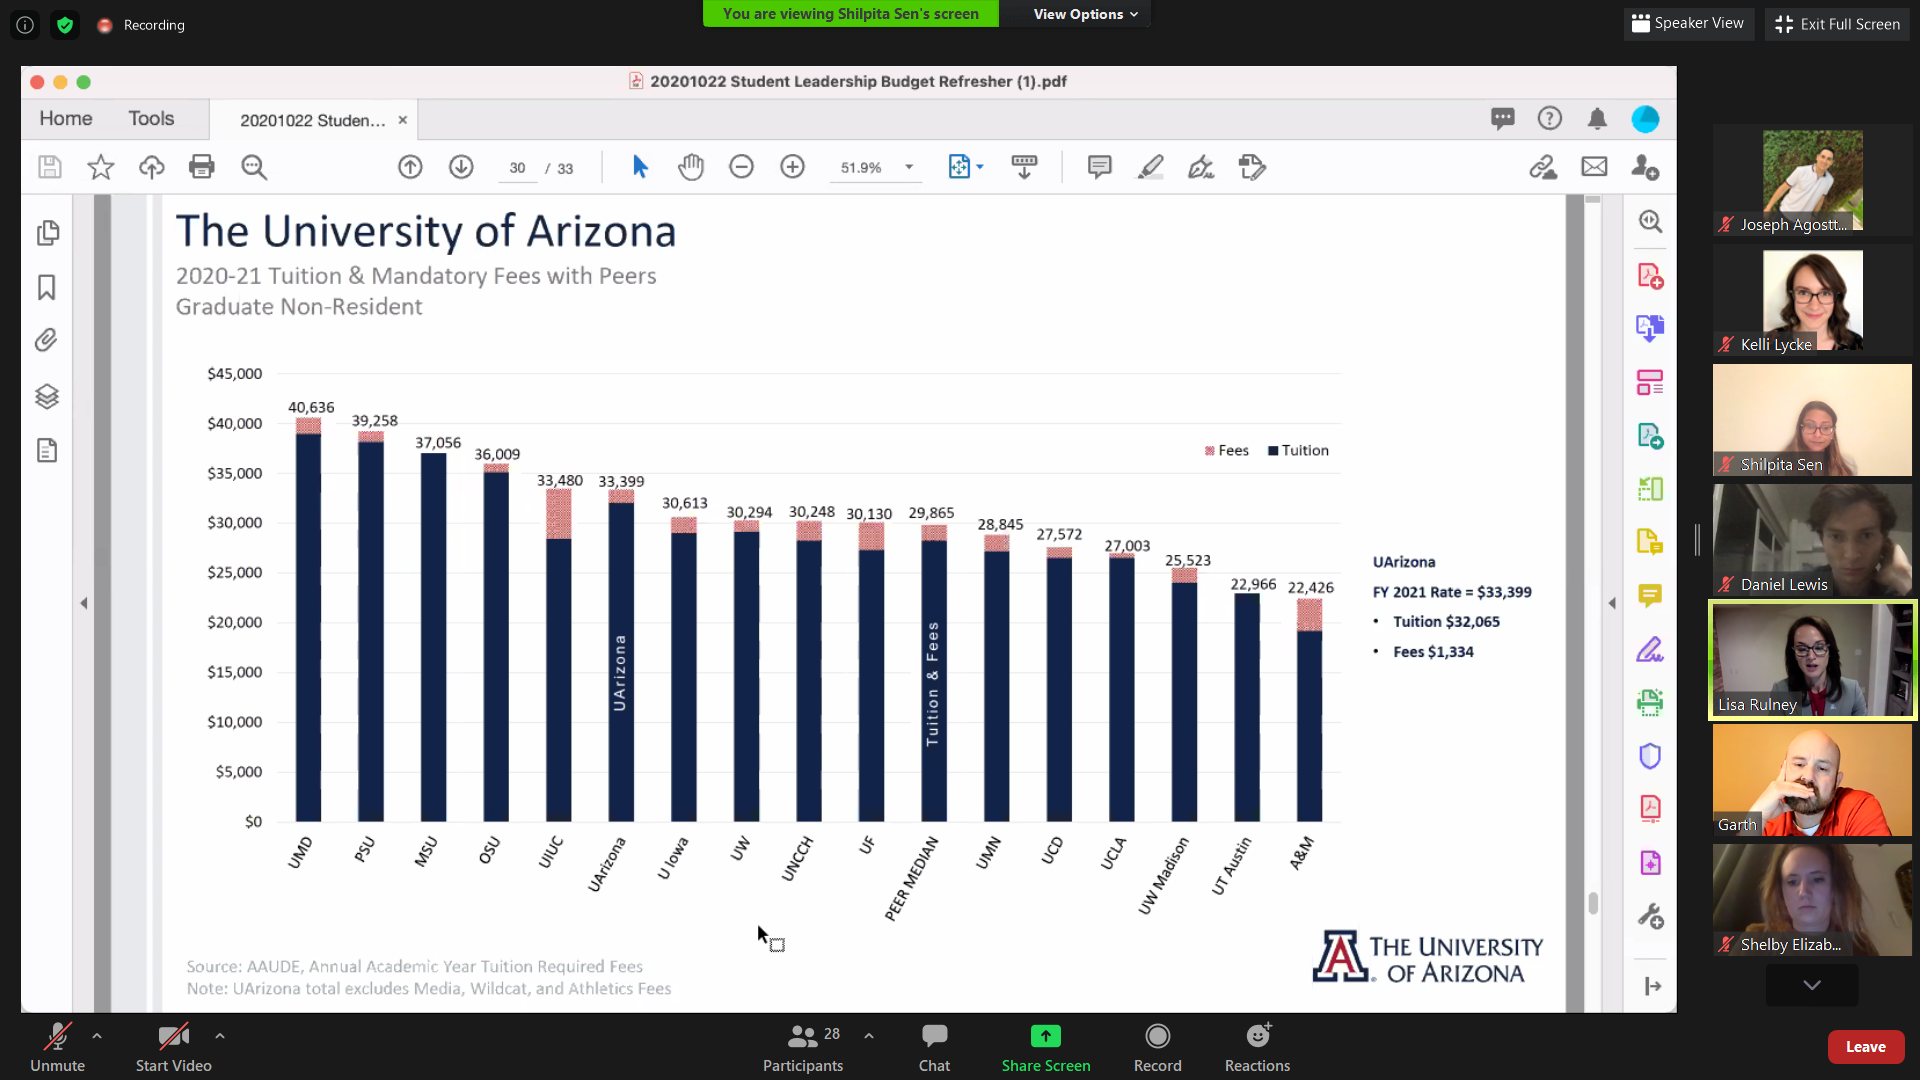 Recording
You are viewing Shilpita Sen's screen
View Options
Speaker View
Exit Full Screen
20201022 Student Leadership Budget Refresher (1).pdf
Home
Tools
20201022 Studen...
30 / 33
51.9%
The University of Arizona
2020-21 Tuition & Mandatory Fees with Peers
Graduate Non-Resident
$45,000
$40,000
$35,000
$30,000
$25,000
$20,000
$15,000
$10,000
$5,000
$0
40,636
39,258
37,056
36,009
33,480
33,399
30,613
30,294
30,248
30,130
29,865
28,845
27,572
27,003
25,523
22,966
22,426
Fees
Tuition
UArizona
Tuition & Fees
UMD
PSU
MSU
OSU
UIUC
UArizona
U Iowa
UW
UNCCH
UF
PEER MEDIAN
UMN
UCD
UCLA
UW Madison
UT Austin
A&M
UArizona
FY 2021 Rate = $33,399
• Tuition $32,065
• Fees $1,334
Source: AAUDE, Annual Academic Year Tuition Required Fees
Note: UArizona total excludes Media, Wildcat, and Athletics Fees
A
THE UNIVERSITY
OF ARIZONA
Joseph Agostt...
Kelli Lycke
Shilpita Sen
Daniel Lewis
Lisa Rulney
Garth
Shelby Elizab...
Unmute
Start Video
28
Participants
Chat
Share Screen
Record
Reactions
Leave